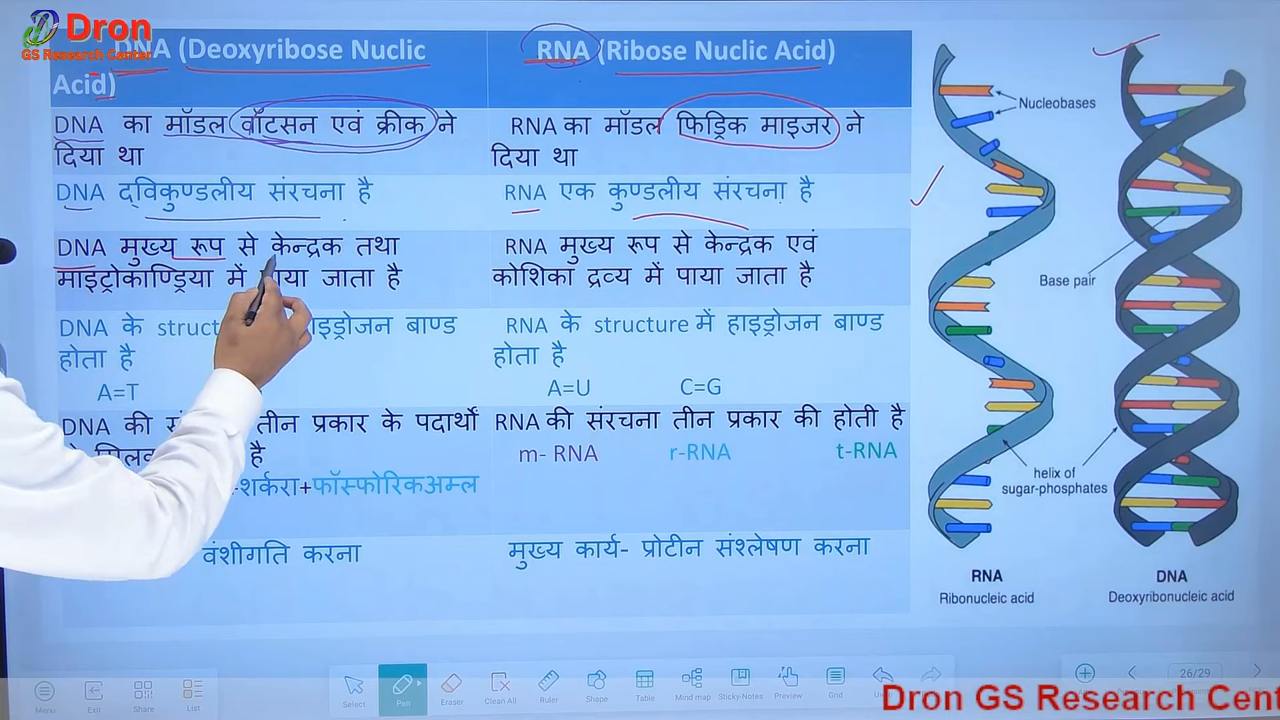 Dron
GS Research Center
DNA (Deoxyribose Nuclic
Acid)
RNA (Ribose Nuclic Acid)
DNA का मॉडल वॉटसन एवं क्रीक ने
दिया था
RNA का मॉडल फ्रिड्रिक माइजर ने
दिया था
DNA द्विकुण्डलीय संरचना है
RNA एक कुण्डलीय संरचना है
DNA मुख्य रूप से केन्द्रक तथा
माइट्रोकाण्ड्रिया में पाया जाता है
RNA मुख्य रूप से केन्द्रक एवं
कोशिका द्रव्य में पाया जाता है
DNA के बाण्ड
होता है
A=T
RNA के structure में हाइड्रोजन बाण्ड
होता है
A=U C=G
DNA की तीन प्रकार के पदार्थो
है
शर्करा+फॉस्फोरिकअम्ल
RNA की संरचना तीन प्रकार की होती है
m- RNA r-RNA t-RNA
वंशीगति करना
मुख्य कार्य- प्रोटीन संश्लेषण करना
Nucleobases
Base pair
helix of
sugar-phosphates
RNA
Ribonucleic acid
DNA
Deoxyribonucleic acid
Menu
Exit
Share
List
Select
Pen
Eraser
Clean All
Ruler
Shape
Table
Mind map
Sticky-Notes
Preview
Grid
26/29
Dron GS Research Cent